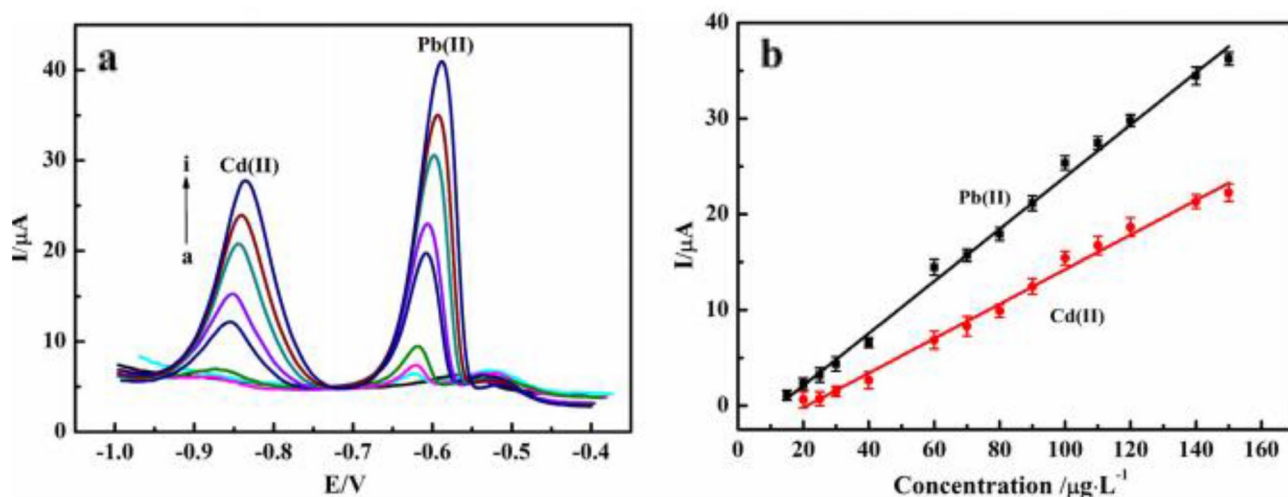 a
Pb(II)
Cd(II)
i
a
I/μA
40
30
20
10
0
-1.0 -0.9 -0.8 -0.7 -0.6 -0.5 -0.4
E/V
b
Pb(II)
Cd(II)
I/μA
40
30
20
10
0
0 20 40 60 80 100 120 140 160
Concentration /μg·L⁻¹